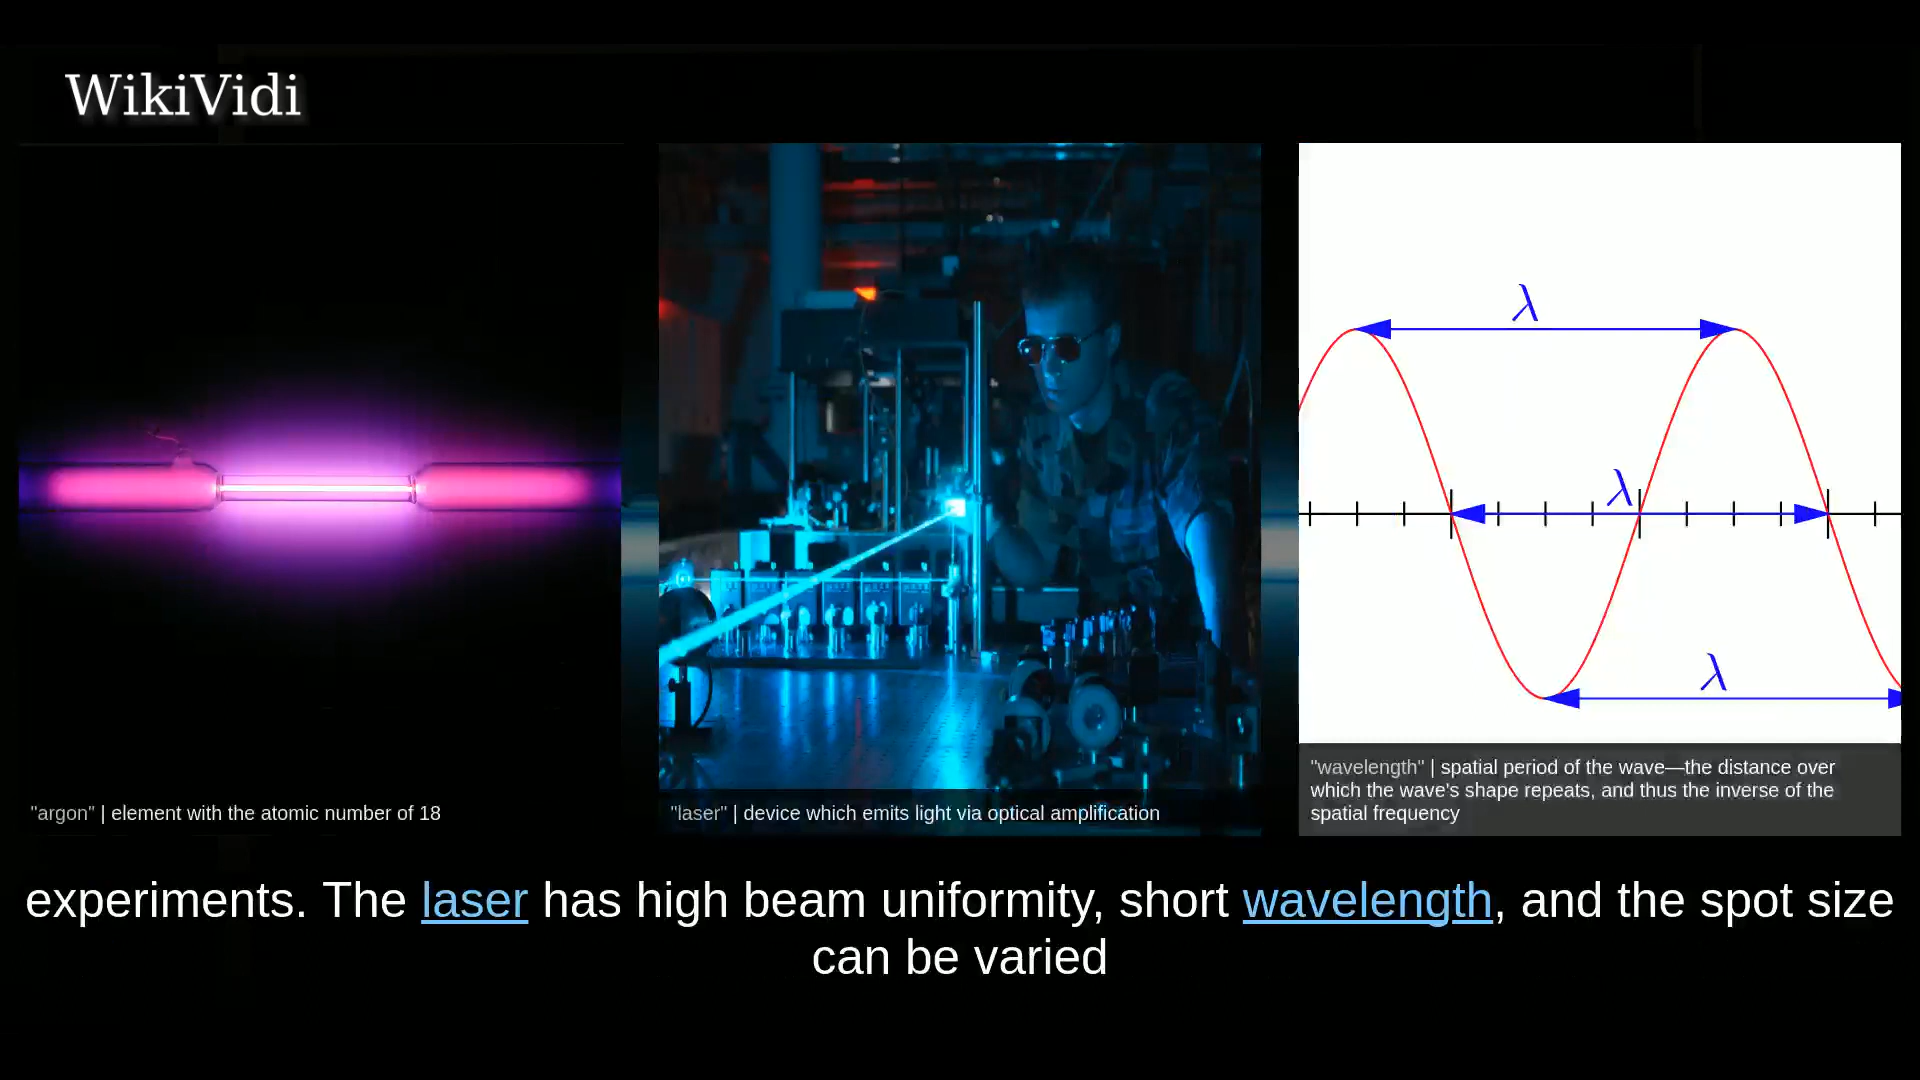 WikiVidi
λ
λ
λ
"argon" | element with the atomic number of 18
"laser" | device which emits light via optical amplification
"wavelength" | spatial period of the wave—the distance over
which the wave's shape repeats, and thus the inverse of the
spatial frequency
experiments. The laser has high beam uniformity, short wavelength, and the spot size
can be varied